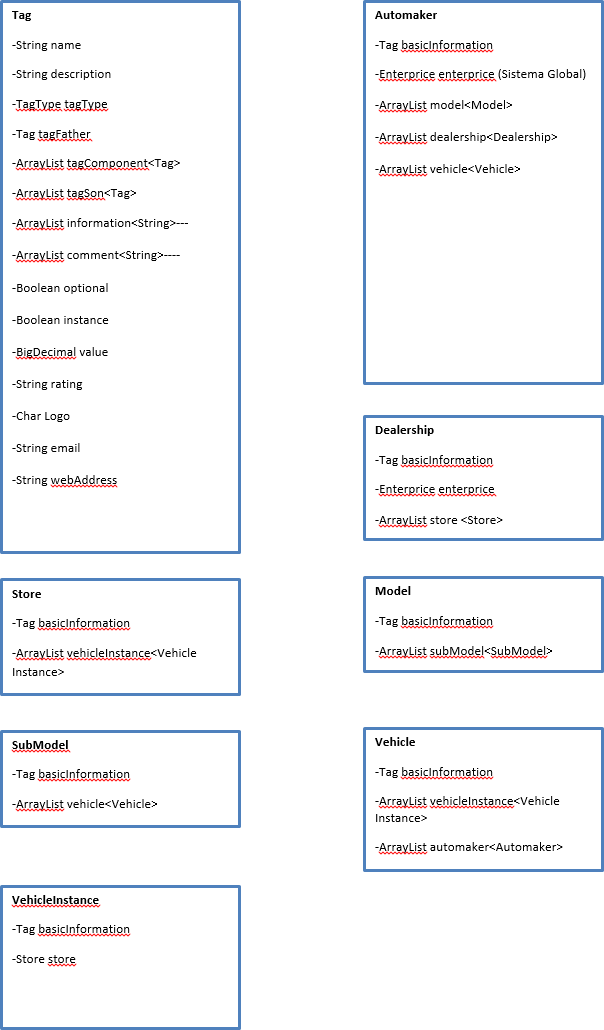 Tag
-String name
-String description
-TagType tagType
-Tag tagFather
-ArrayList tagComponent<Tag>
-ArrayList tagSon<Tag>
-ArrayList information<String>---
-ArrayList comment<String>----
-Boolean optional
-Boolean instance
-BigDecimal value
-String rating
-Char Logo
-String email
-String webAddress
Automaker
-Tag basicInformation
-Enterprice enterprice (Sistema Global)
-ArrayList model<Model>
-ArrayList dealership<Dealership>
-ArrayList vehicle<Vehicle>
Dealership
-Tag basicInformation
-Enterprice enterprice
-ArrayList store <Store>
Store
-Tag basicInformation
-ArrayList vehicleInstance<Vehicle
Instance>
Model
-Tag basicInformation
-ArrayList subModel<SubModel>
SubModel
-Tag basicInformation
-ArrayList vehicle<Vehicle>
Vehicle
-Tag basicInformation
-ArrayList vehicleInstance<Vehicle
Instance>
-ArrayList automaker<Automaker>
VehicleInstance
-Tag basicInformation
-Store store